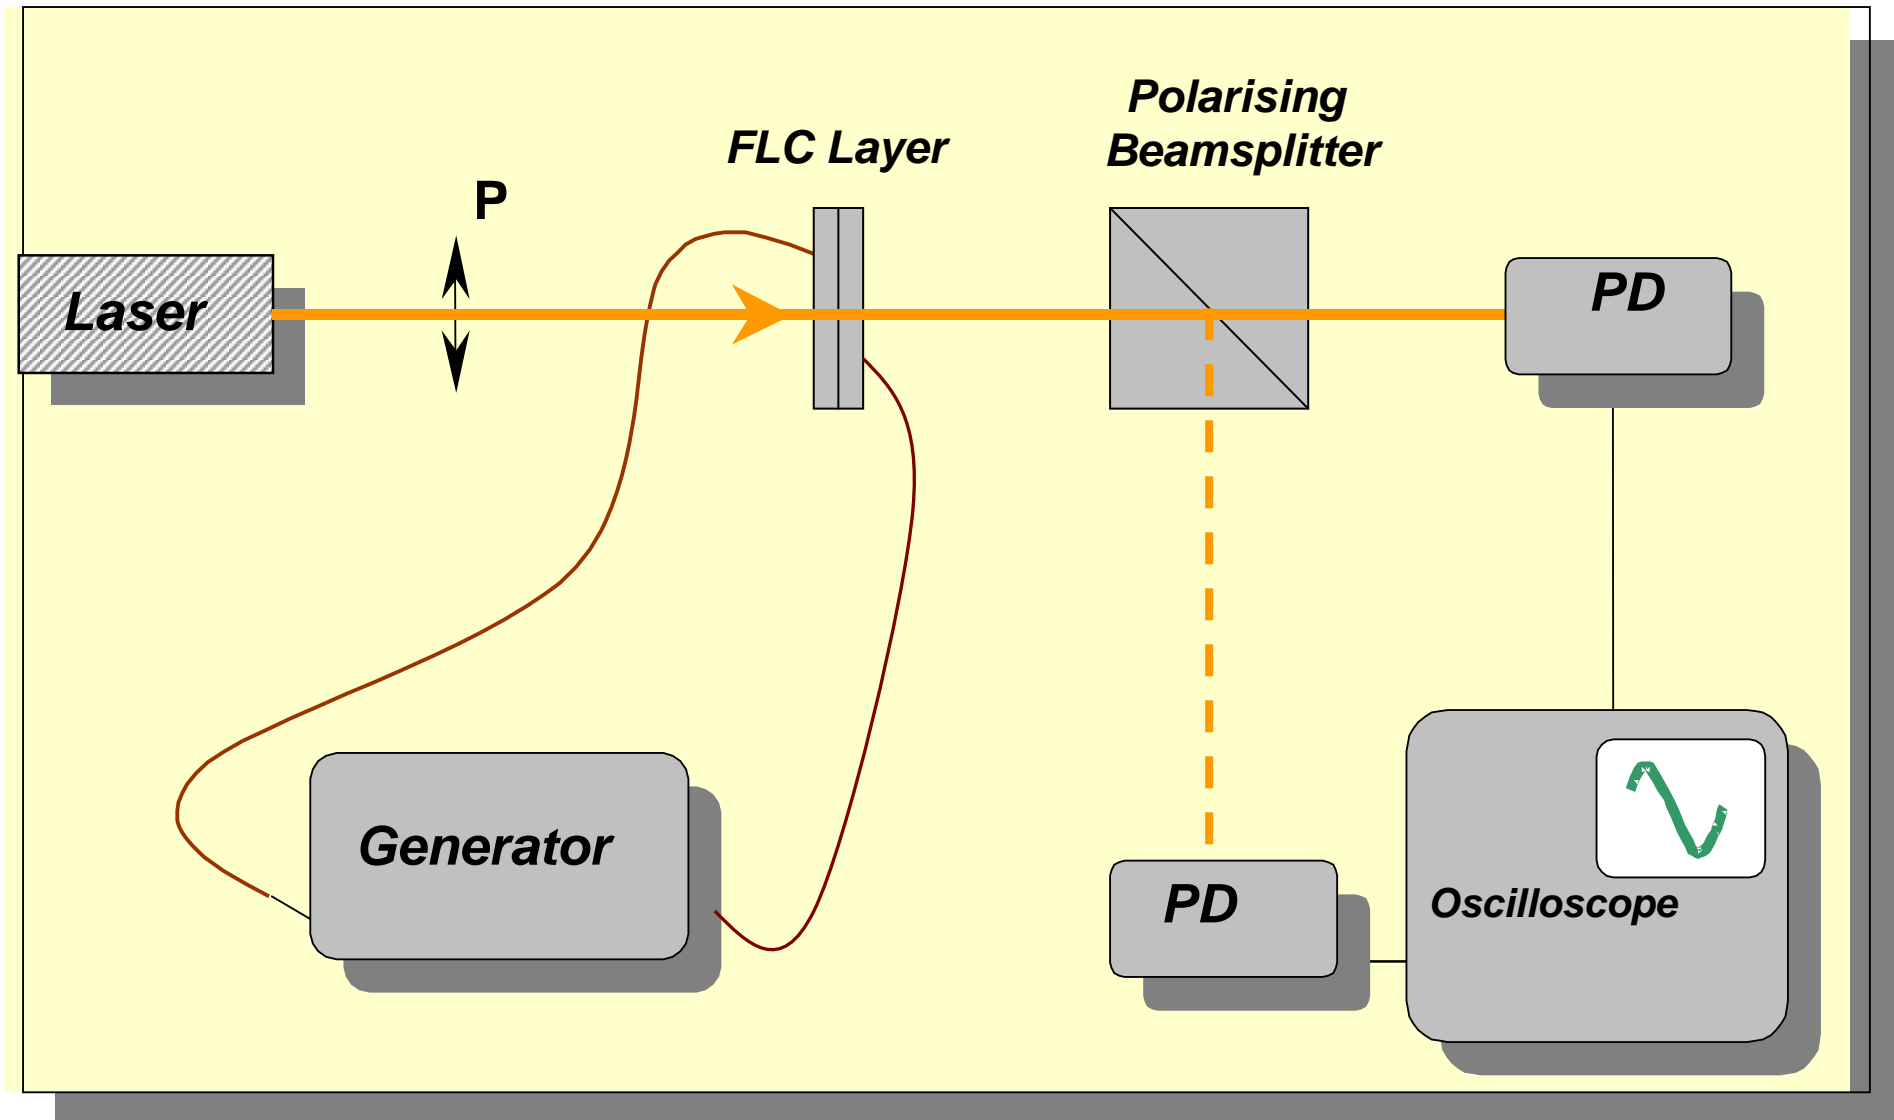 Polarising
Beamsplitter
FLC Layer
P
Laser
PD
Generator
PD
Oscilloscope